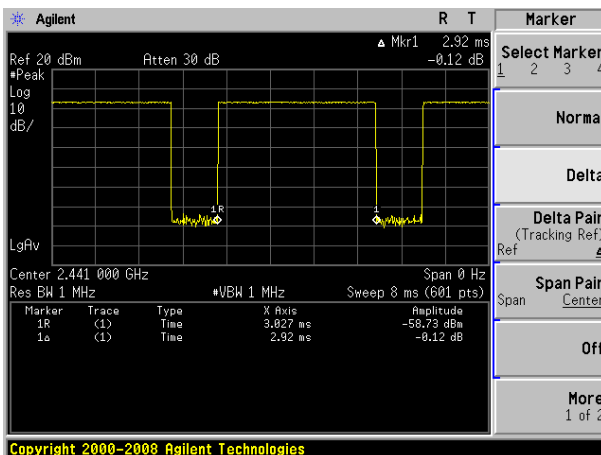 Agilent R T Marker
Δ Mkr1 2.92 ms
Ref 20 dBm Atten 30 dB -0.12 dB
#Peak
Log
10
dB/
1R 1
LgAv
Center 2.441 000 GHz Span 0 Hz
Res BW 1 MHz #VBW 1 MHz Sweep 8 ms (601 pts)
Marker Trace Type X Axis Amplitude
1R (1) Time 3.027 ms -58.73 dBm
1Δ (1) Time 2.92 ms -0.12 dB
Copyright 2000-2008 Agilent Technologies
Select Marker
1 2 3 4
Norma
Delta
Delta Pair
(Tracking Ref)
Ref Δ
Span Pair
Span Center
Off
More
1 of 2